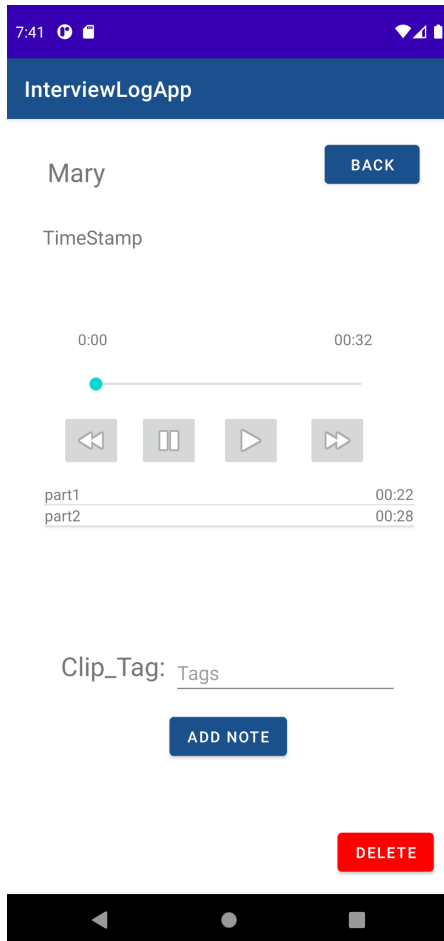 7:41
InterviewLogApp
Mary
BACK
TimeStamp
0:00 00:32
part1 00:22
part2 00:28
Clip_Tag: Tags
ADD NOTE
DELETE